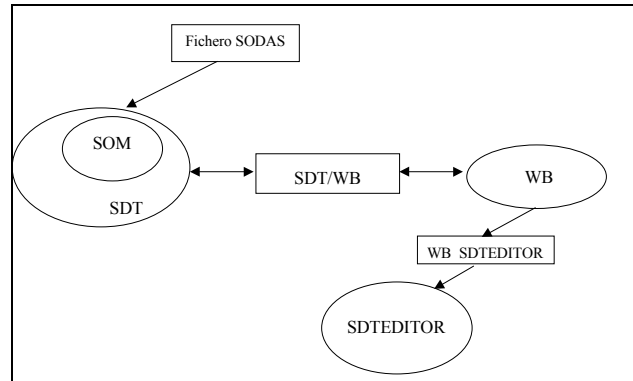 Fichero SODAS
SOM
SDT
SDT/WB
WB
WB SDTEDITOR
SDTEDITOR